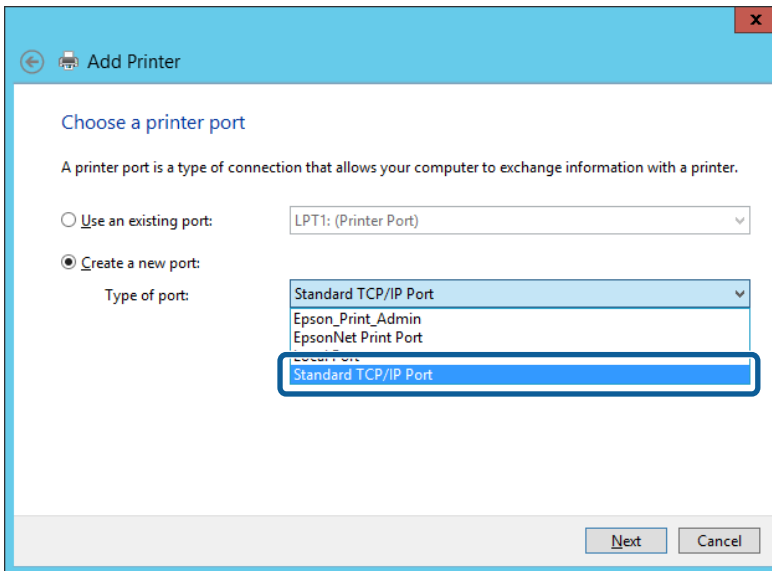 x
Add Printer
Choose a printer port
A printer port is a type of connection that allows your computer to exchange information with a printer.
Use an existing port: LPT1: (Printer Port)
Create a new port:
Type of port: Standard TCP/IP Port
Epson_Print_Admin
EpsonNet Print Port
Local Port
Standard TCP/IP Port
Next Cancel